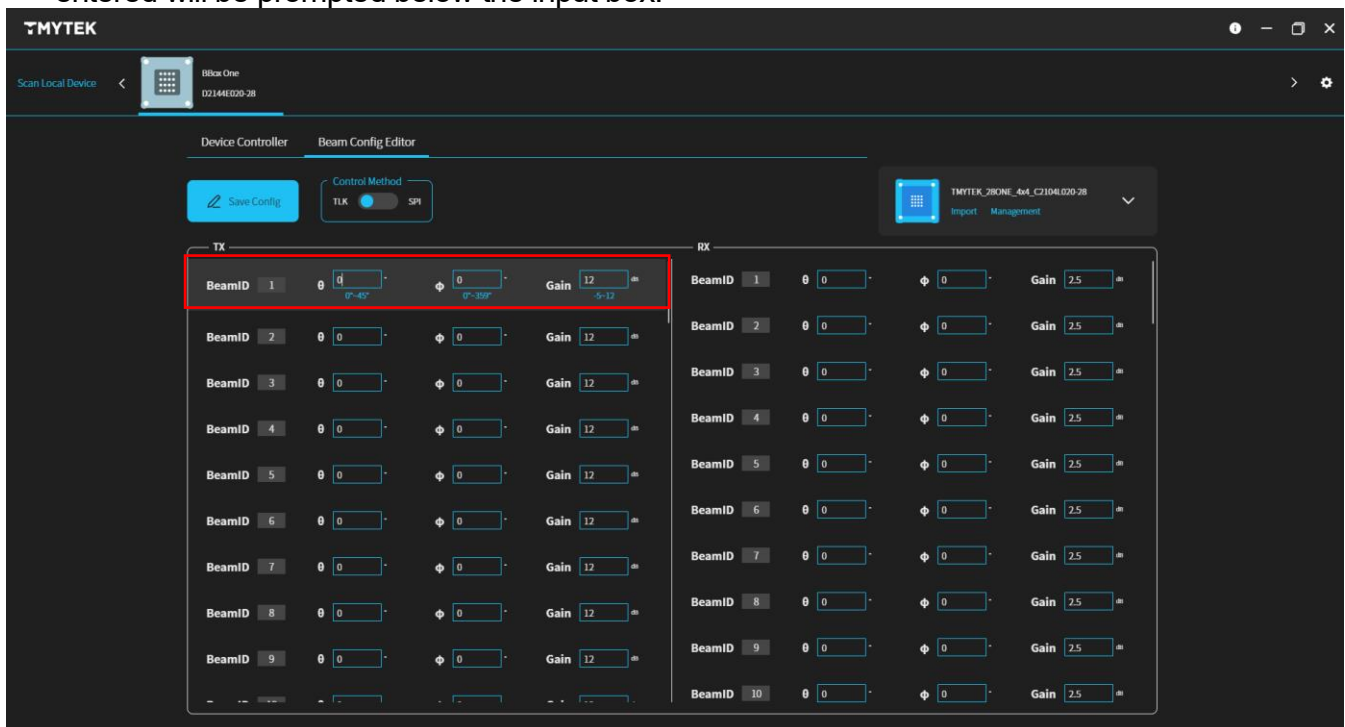 entered will be prompted below the input box.
TMYTEK
Scan Local Device
BBox One
D2144E020-28
Device Controller Beam Config Editor
Save Config
Control Method
TLK SPI
TMYTEK_28ONE_4x4_C2104L020-28
Import Management
TX
BeamID 1 θ 0 ° ϕ 0 ° Gain 12 dB
0°~45° 0°~359° -5~12
BeamID 2 θ 0 ° ϕ 0 ° Gain 12 dB
BeamID 3 θ 0 ° ϕ 0 ° Gain 12 dB
BeamID 4 θ 0 ° ϕ 0 ° Gain 12 dB
BeamID 5 θ 0 ° ϕ 0 ° Gain 12 dB
BeamID 6 θ 0 ° ϕ 0 ° Gain 12 dB
BeamID 7 θ 0 ° ϕ 0 ° Gain 12 dB
BeamID 8 θ 0 ° ϕ 0 ° Gain 12 dB
BeamID 9 θ 0 ° ϕ 0 ° Gain 12 dB
RX
BeamID 1 θ 0 ° ϕ 0 ° Gain 2.5 dB
BeamID 2 θ 0 ° ϕ 0 ° Gain 2.5 dB
BeamID 3 θ 0 ° ϕ 0 ° Gain 2.5 dB
BeamID 4 θ 0 ° ϕ 0 ° Gain 2.5 dB
BeamID 5 θ 0 ° ϕ 0 ° Gain 2.5 dB
BeamID 6 θ 0 ° ϕ 0 ° Gain 2.5 dB
BeamID 7 θ 0 ° ϕ 0 ° Gain 2.5 dB
BeamID 8 θ 0 ° ϕ 0 ° Gain 2.5 dB
BeamID 9 θ 0 ° ϕ 0 ° Gain 2.5 dB
BeamID 10 θ 0 ° ϕ 0 ° Gain 2.5 dB